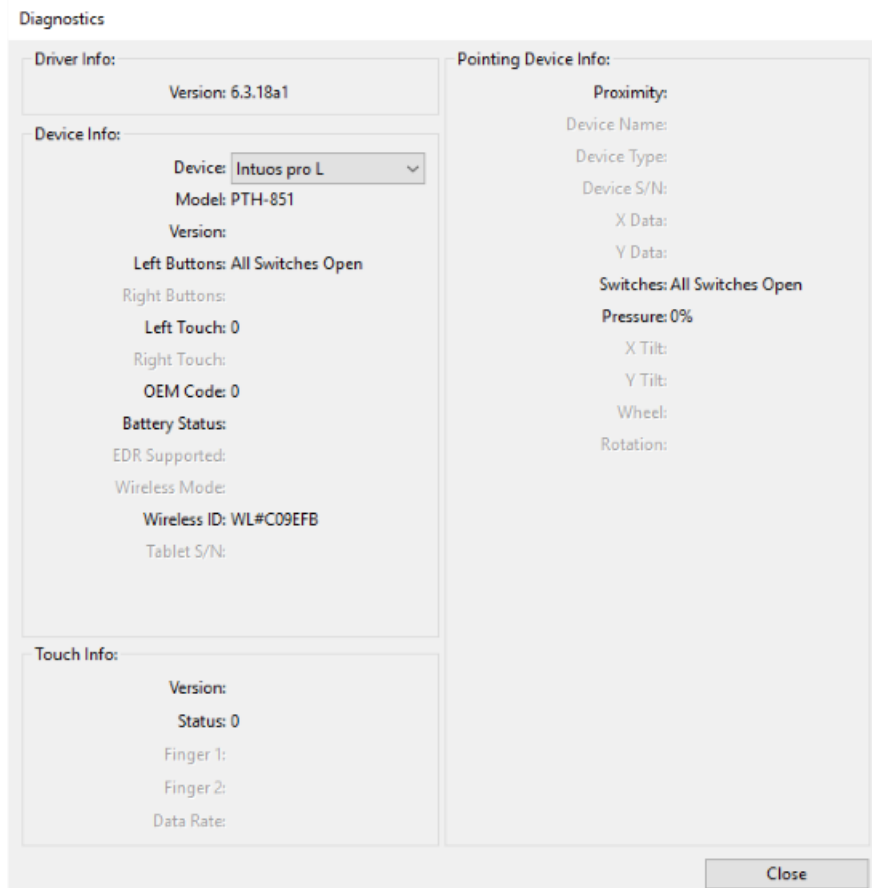 Diagnostics
Driver Info:
Version: 6.3.18a1
Device Info:
Device: Intuos pro L
Model: PTH-851
Version:
Left Buttons: All Switches Open
Right Buttons:
Left Touch: 0
Right Touch:
OEM Code: 0
Battery Status:
EDR Supported:
Wireless Mode:
Wireless ID: WL#C09EFB
Tablet S/N:
Touch Info:
Version:
Status: 0
Finger 1:
Finger 2:
Data Rate:
Pointing Device Info:
Proximity:
Device Name:
Device Type:
Device S/N:
X Data:
Y Data:
Switches: All Switches Open
Pressure: 0%
X Tilt:
Y Tilt:
Wheel:
Rotation:
Close